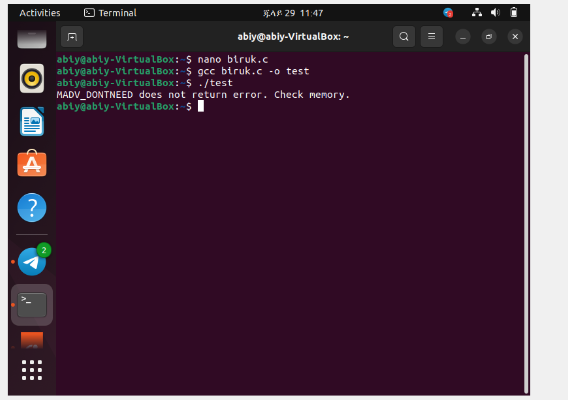 Activities
Terminal
ጁላይ 29 11:47
abiy@abiy-VirtualBox: ~
abiy@abiy-VirtualBox:~$ nano biruk.c
abiy@abiy-VirtualBox:~$ gcc biruk.c -o test
abiy@abiy-VirtualBox:~$ ./test
MADV_DONTNEED does not return error. Check memory.
abiy@abiy-VirtualBox:~$
2